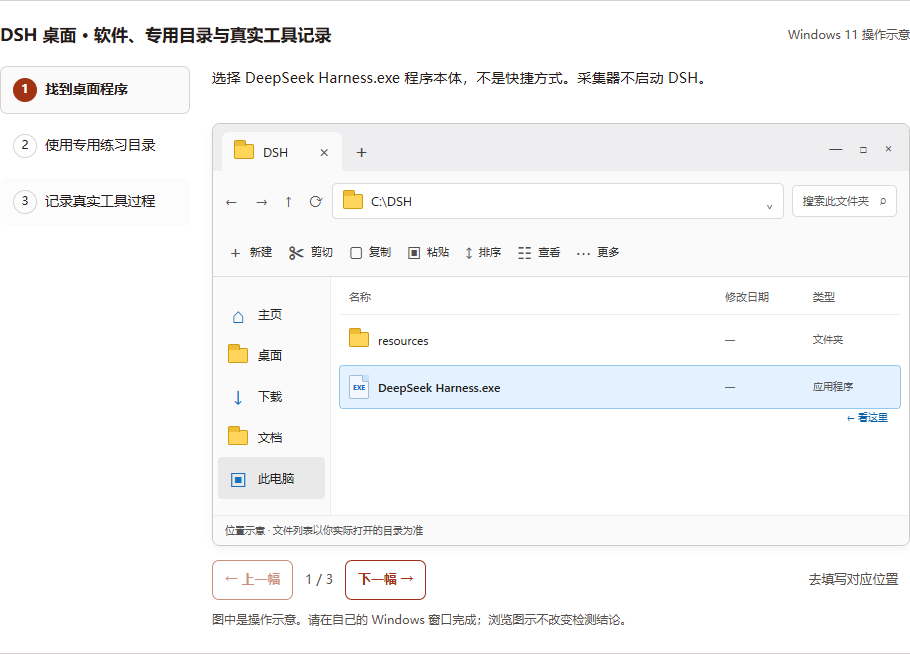 DSH 桌面 · 软件、专用目录与真实工具记录
Windows 11 操作示意
1 找到桌面程序
2 使用专用练习目录
3 记录真实工具过程
选择 DeepSeek Harness.exe 程序本体，不是快捷方式。采集器不启动 DSH。
DSH
C:\DSH
搜索此文件夹
新建 剪切 复制 粘贴 排序 查看 更多
名称 修改日期 类型
主页
桌面
下载
文档
此电脑
resources — 文件夹
EXE DeepSeek Harness.exe — 应用程序
← 看这里
位置示意 · 文件列表以你实际打开的目录为准
← 上一幅 1 / 3 下一幅 →
去填写对应位置
图中是操作示意。请在自己的 Windows 窗口完成；浏览图示不改变检测结论。